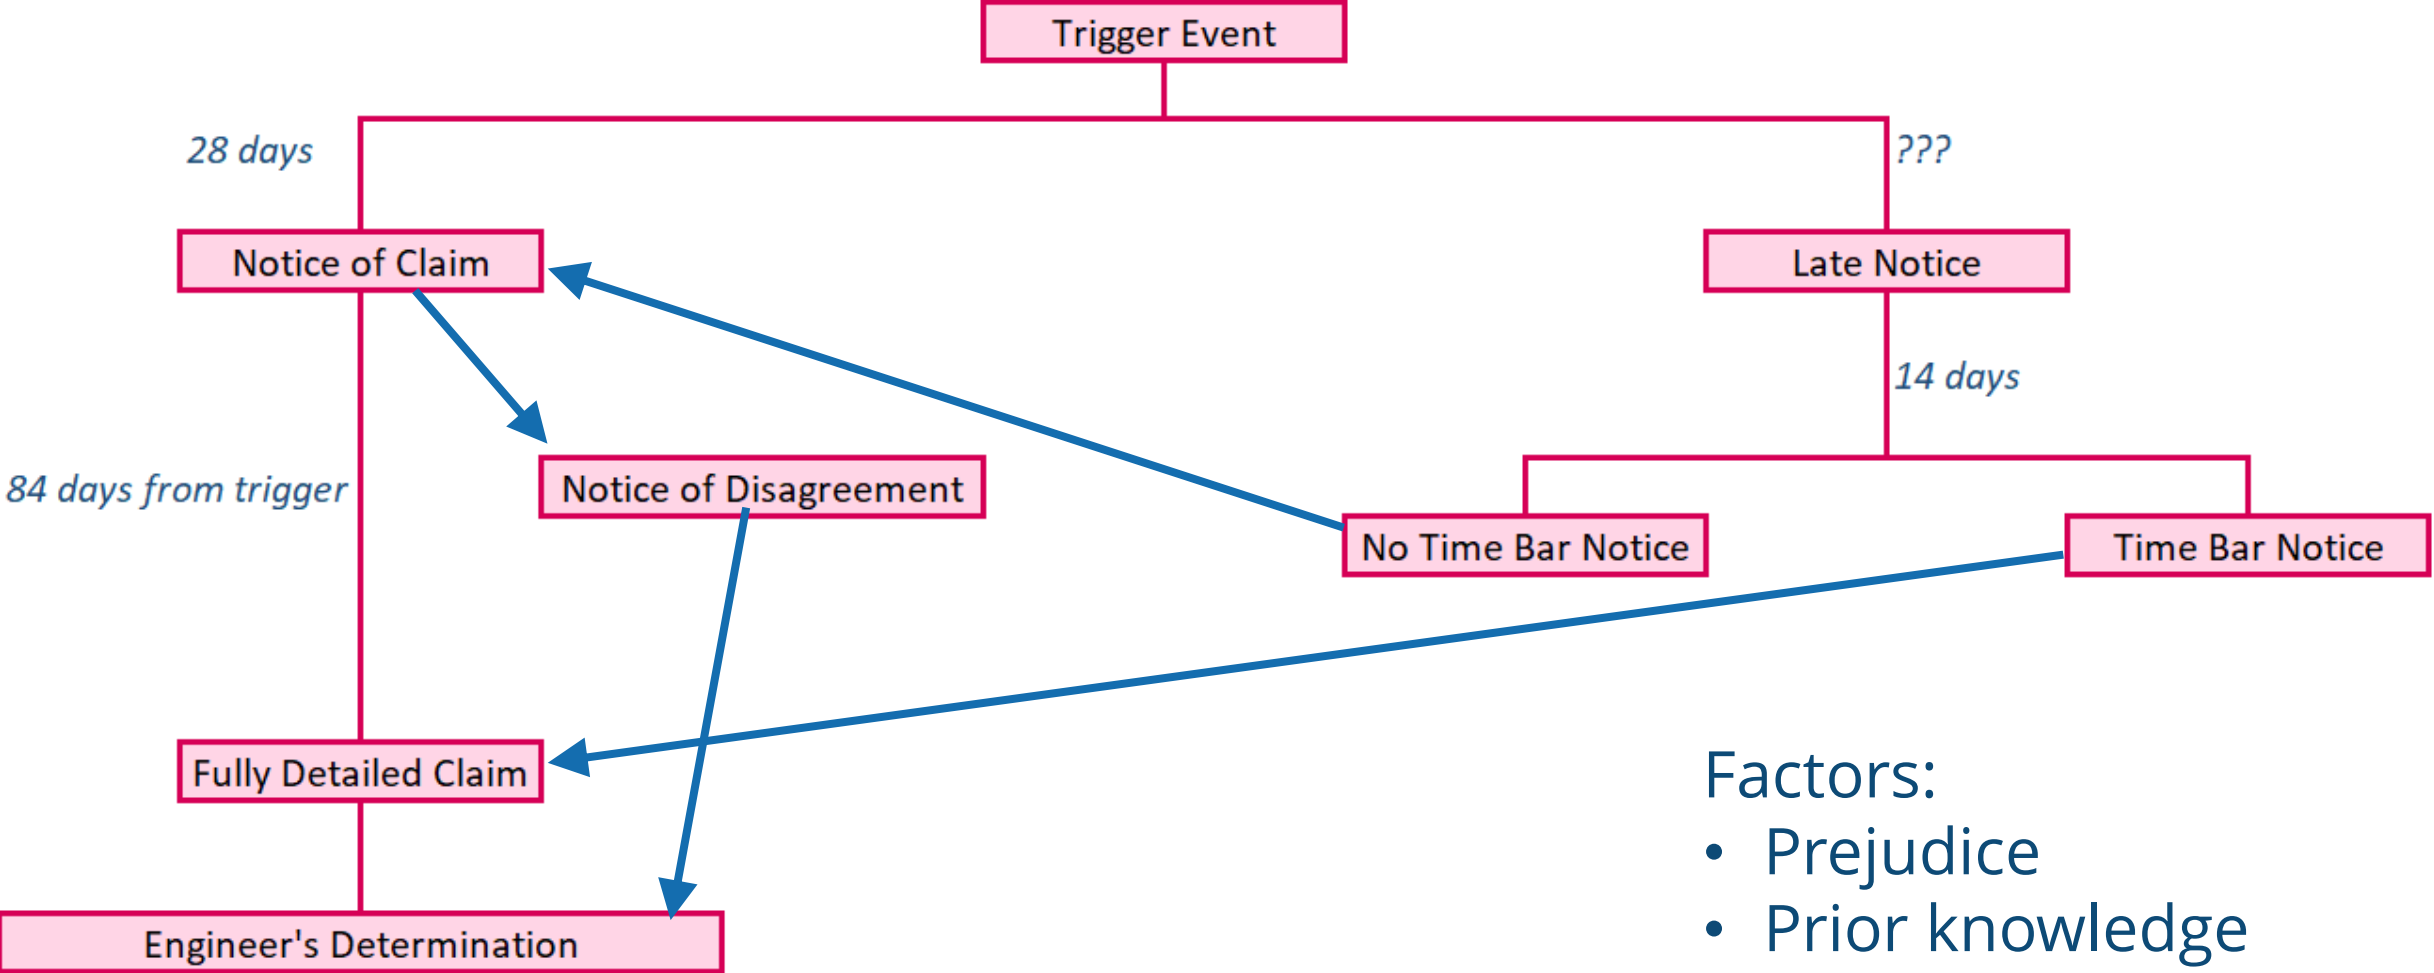 Trigger Event
28 days
???
Notice of Claim
Late Notice
14 days
84 days from trigger
Notice of Disagreement
No Time Bar Notice
Time Bar Notice
Fully Detailed Claim
Engineer's Determination
Factors:
• Prejudice
• Prior knowledge